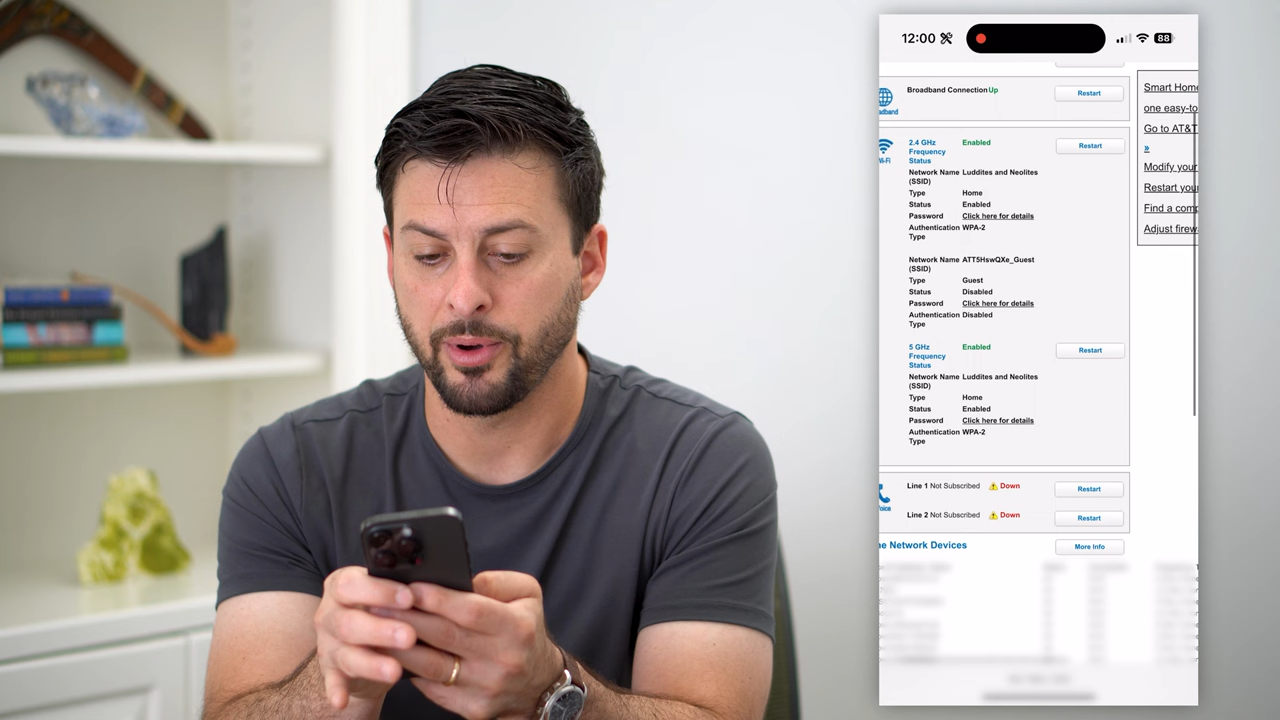 12:00
88
Broadband Connection Up
Restart
Smart Home
one easy-to
Go to AT&T
»
Modify your
Restart you
Find a comp
Adjust firew
2.4 GHz
Frequency
Status
Enabled
Restart
Network Name
(SSID)
Luddites and Neolites
Type Home
Status Enabled
Password Click here for details
Authentication
Type
WPA-2
Network Name
(SSID)
ATT5HswQXe_Guest
Type Guest
Status Disabled
Password Click here for details
Authentication
Type
Disabled
5 GHz
Frequency
Status
Enabled
Restart
Network Name
(SSID)
Luddites and Neolites
Type Home
Status Enabled
Password Click here for details
Authentication
Type
WPA-2
Line 1 Not Subscribed Down
Restart
Line 2 Not Subscribed Down
Restart
e Network Devices
More Info